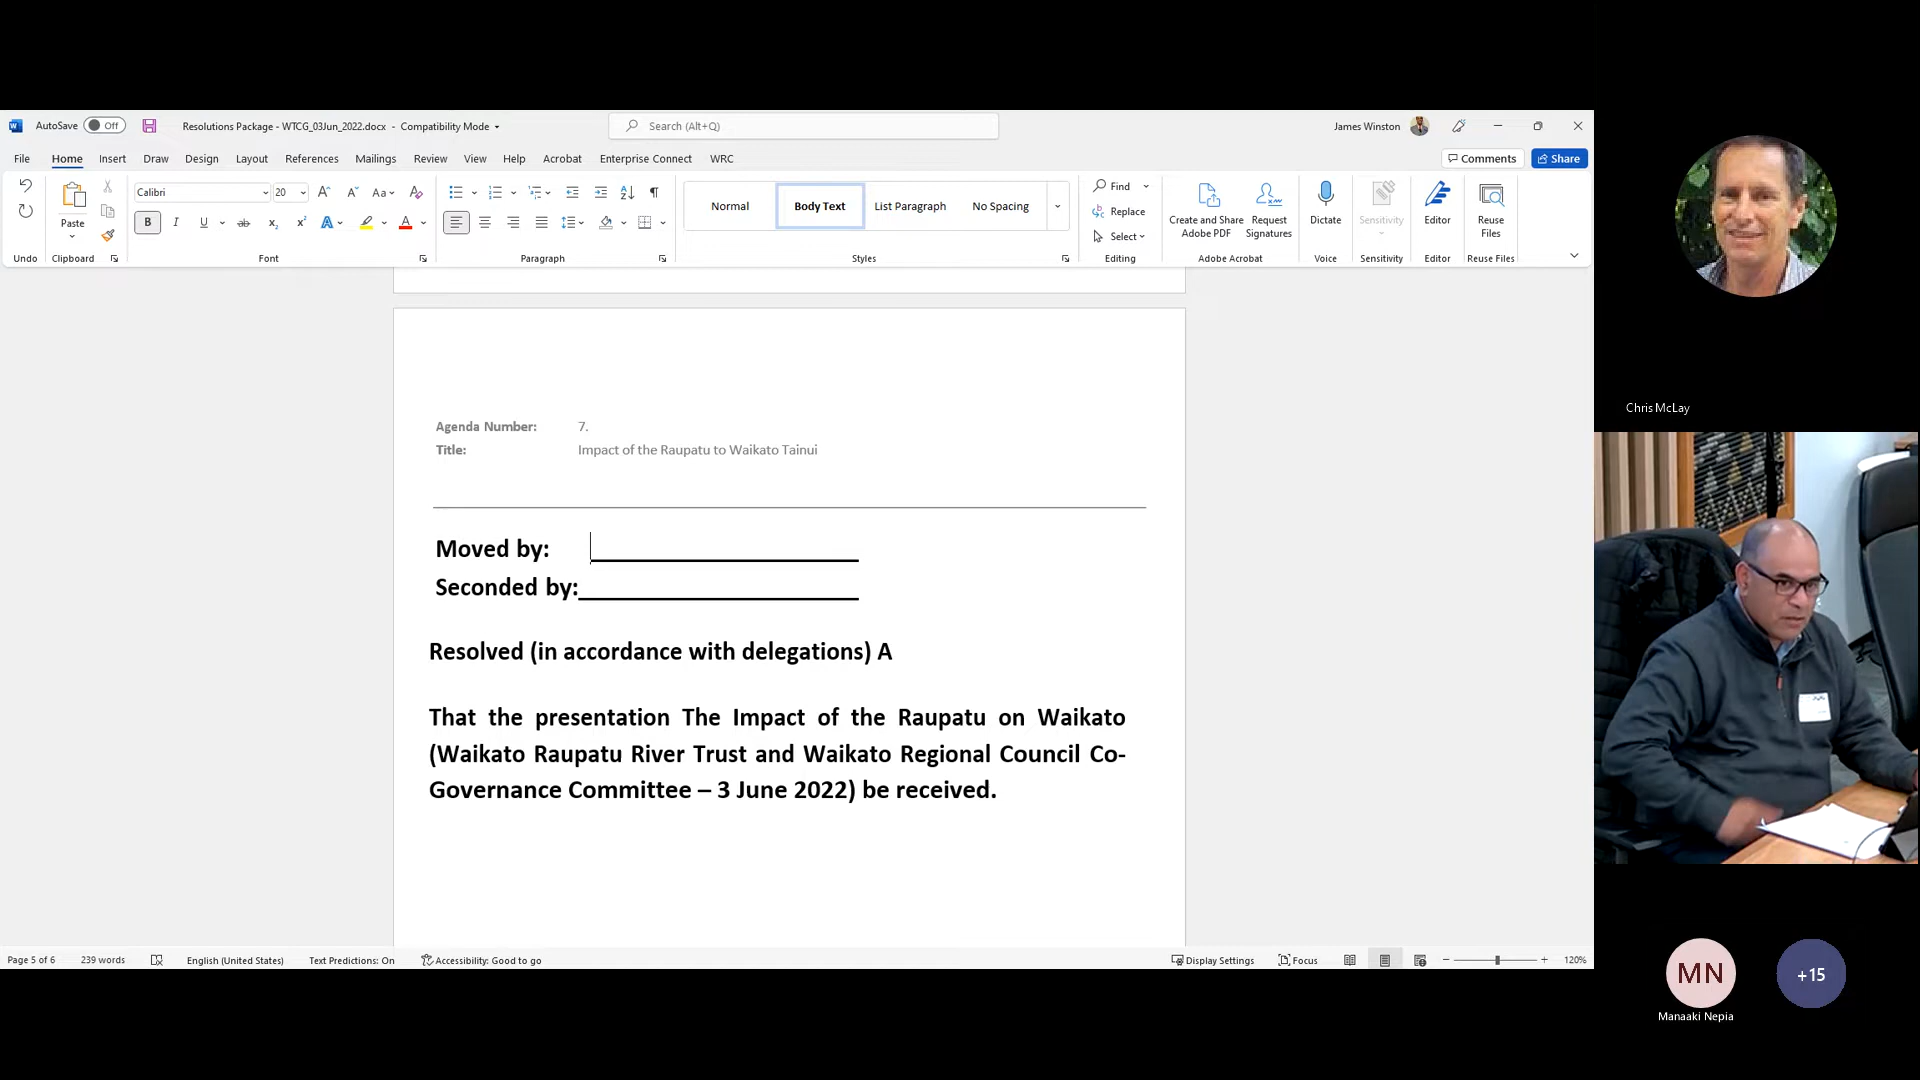 AutoSave Off Resolutions Package - WTCG_03Jun_2022.docx - Compatibility Mode Search (Alt+Q) James Winston
File Home Insert Draw Design Layout References Mailings Review View Help Acrobat Enterprise Connect WRC Comments Share
Calibri 20 Aa
Paste
B I U ab x₂ x² A A
Normal Body Text List Paragraph No Spacing
Find
Replace
Select
Create and Share Adobe PDF
Request Signatures
Dictate
Sensitivity
Editor
Reuse Files
Undo Clipboard Font Paragraph Styles Editing Adobe Acrobat Voice Sensitivity Editor Reuse Files
Agenda Number: 7.
Title: Impact of the Raupatu to Waikato Tainui
Moved by:
Seconded by:
Resolved (in accordance with delegations) A
That the presentation The Impact of the Raupatu on Waikato
(Waikato Raupatu River Trust and Waikato Regional Council Co-
Governance Committee – 3 June 2022) be received.
Page 5 of 6 239 words English (United States) Text Predictions: On Accessibility: Good to go Display Settings Focus 120%
Chris McLay
MN
Manaaki Nepia
+15